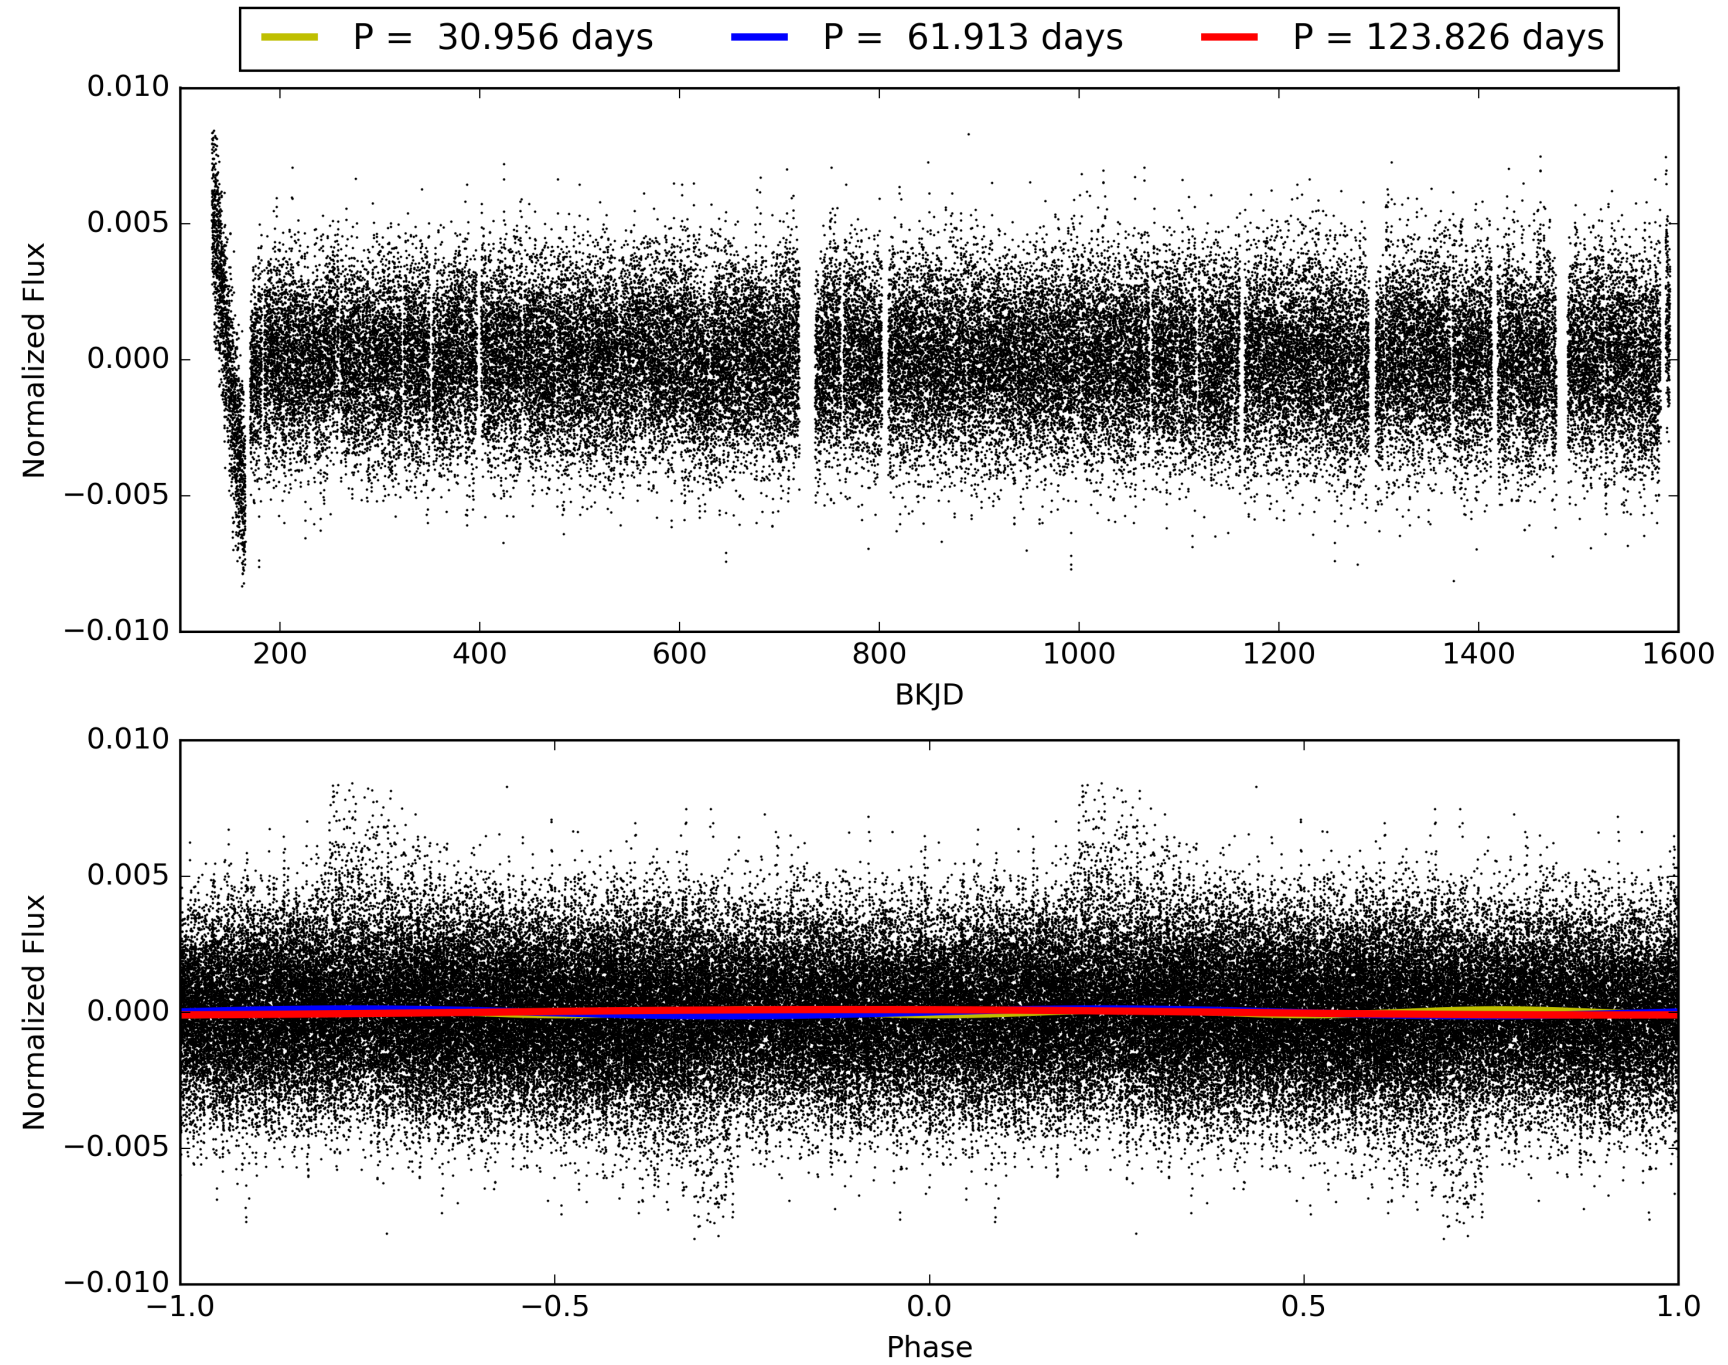 P = 30.956 days P = 61.913 days P = 123.826 days
0.010
0.005
0.000
−0.005
−0.010
Normalized Flux
200 400 600 800 1000 1200 1400 1600
BKJD
0.010
0.005
0.000
−0.005
−0.010
Normalized Flux
−1.0 −0.5 0.0 0.5 1.0
Phase